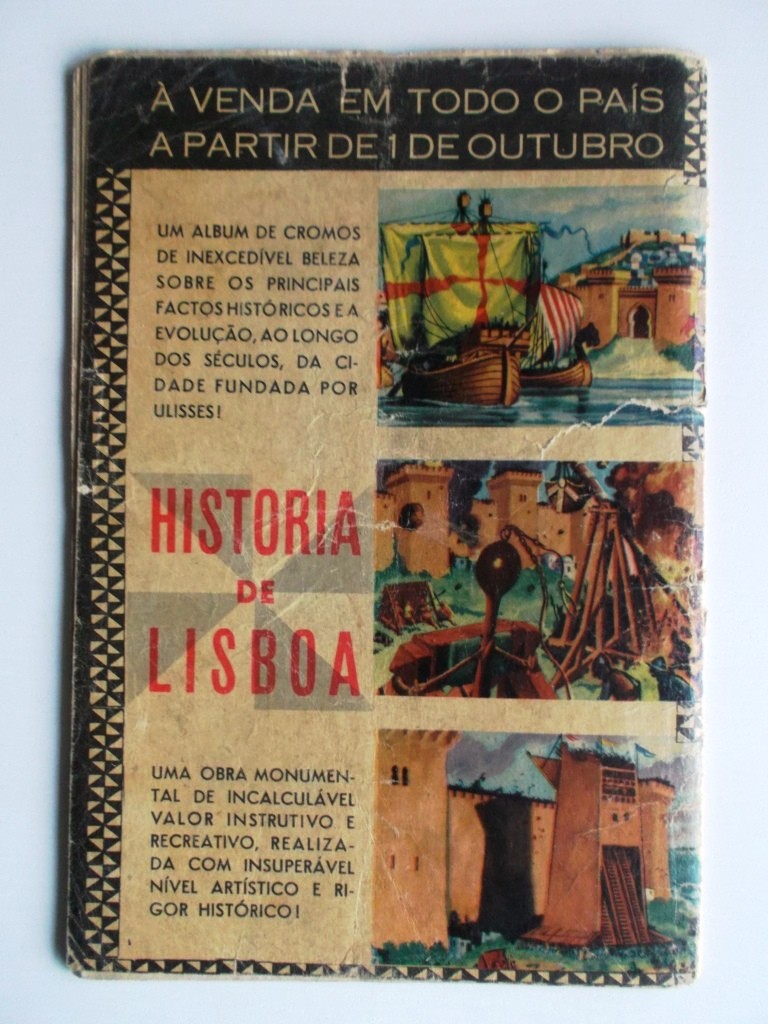 À VENDA EM TODO O PAÍS
A PARTIR DE 1 DE OUTUBRO
UM ALBUM DE CROMOS
DE INEXCEDÍVEL BELEZA
SOBRE OS PRINCIPAIS
FACTOS HISTÓRICOS E A
EVOLUÇÃO, AO LONGO
DOS SÉCULOS, DA CI-
DADE FUNDADA POR
ULISSES!
HISTORIA
DE
LISBOA
UMA OBRA MONUMEN-
TAL DE INCALCULÁVEL
VALOR INSTRUTIVO E
RECREATIVO, REALIZA-
DA COM INSUPERÁVEL
NÍVEL ARTÍSTICO E RI-
GOR HISTÓRICO!